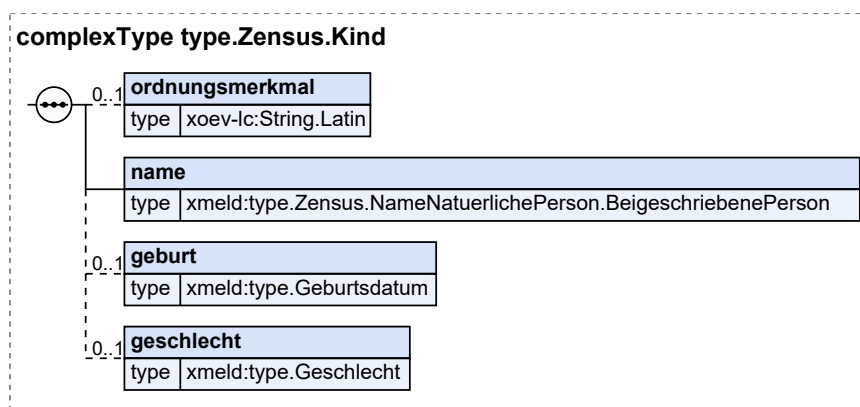 complexType type.Zensus.Kind
0..1 ordnungsmerkmal
type xoev-lc:String.Latin
name
type xmeld:type.Zensus.NameNatuerlichePerson.BeigeschriebenePerson
0..1 geburt
type xmeld:type.Geburtsdatum
0..1 geschlecht
type xmeld:type.Geschlecht